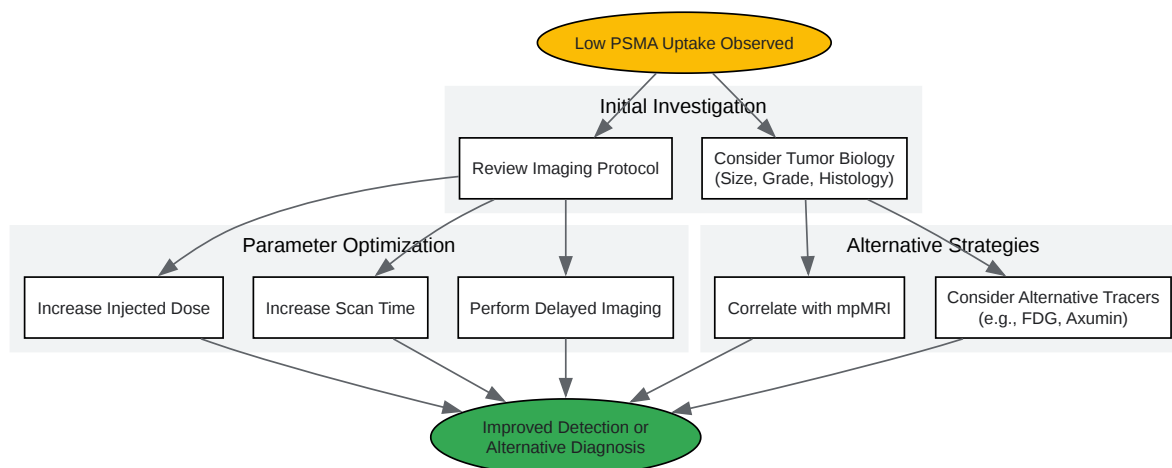 Low PSMA Uptake Observed
Initial Investigation
Review Imaging Protocol
Consider Tumor Biology
(Size, Grade, Histology)
Parameter Optimization
Alternative Strategies
Increase Injected Dose
Increase Scan Time
Perform Delayed Imaging
Correlate with mpMRI
Consider Alternative Tracers
(e.g., FDG, Axumin)
Improved Detection or
Alternative Diagnosis